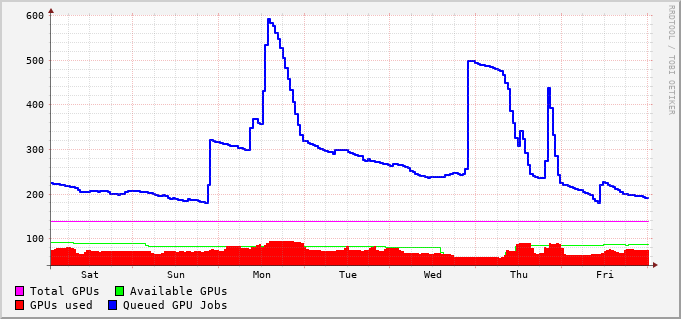 600
500
400
300
200
100
Sat Sun Mon Tue Wed Thu Fri
Total GPUs Available GPUs
GPUs used Queued GPU Jobs
RRDTOOL / TOBI OETIKER